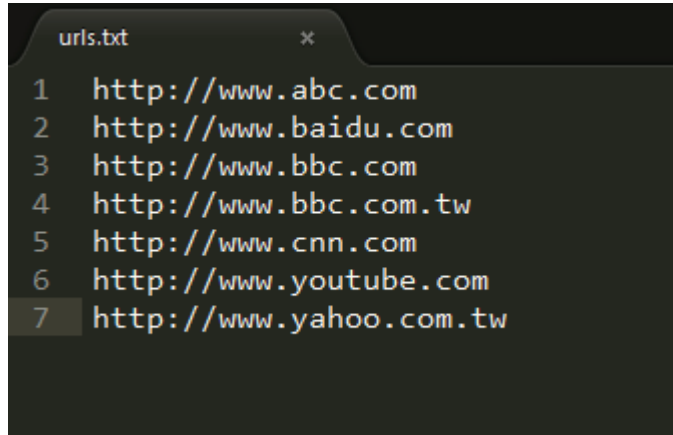 urls.txt ×
1 http://www.abc.com
2 http://www.baidu.com
3 http://www.bbc.com
4 http://www.bbc.com.tw
5 http://www.cnn.com
6 http://www.youtube.com
7 http://www.yahoo.com.tw